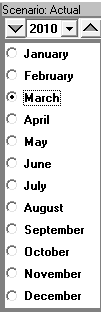 Scenario: Actual
2010
January
February
March
April
May
June
July
August
September
October
November
December